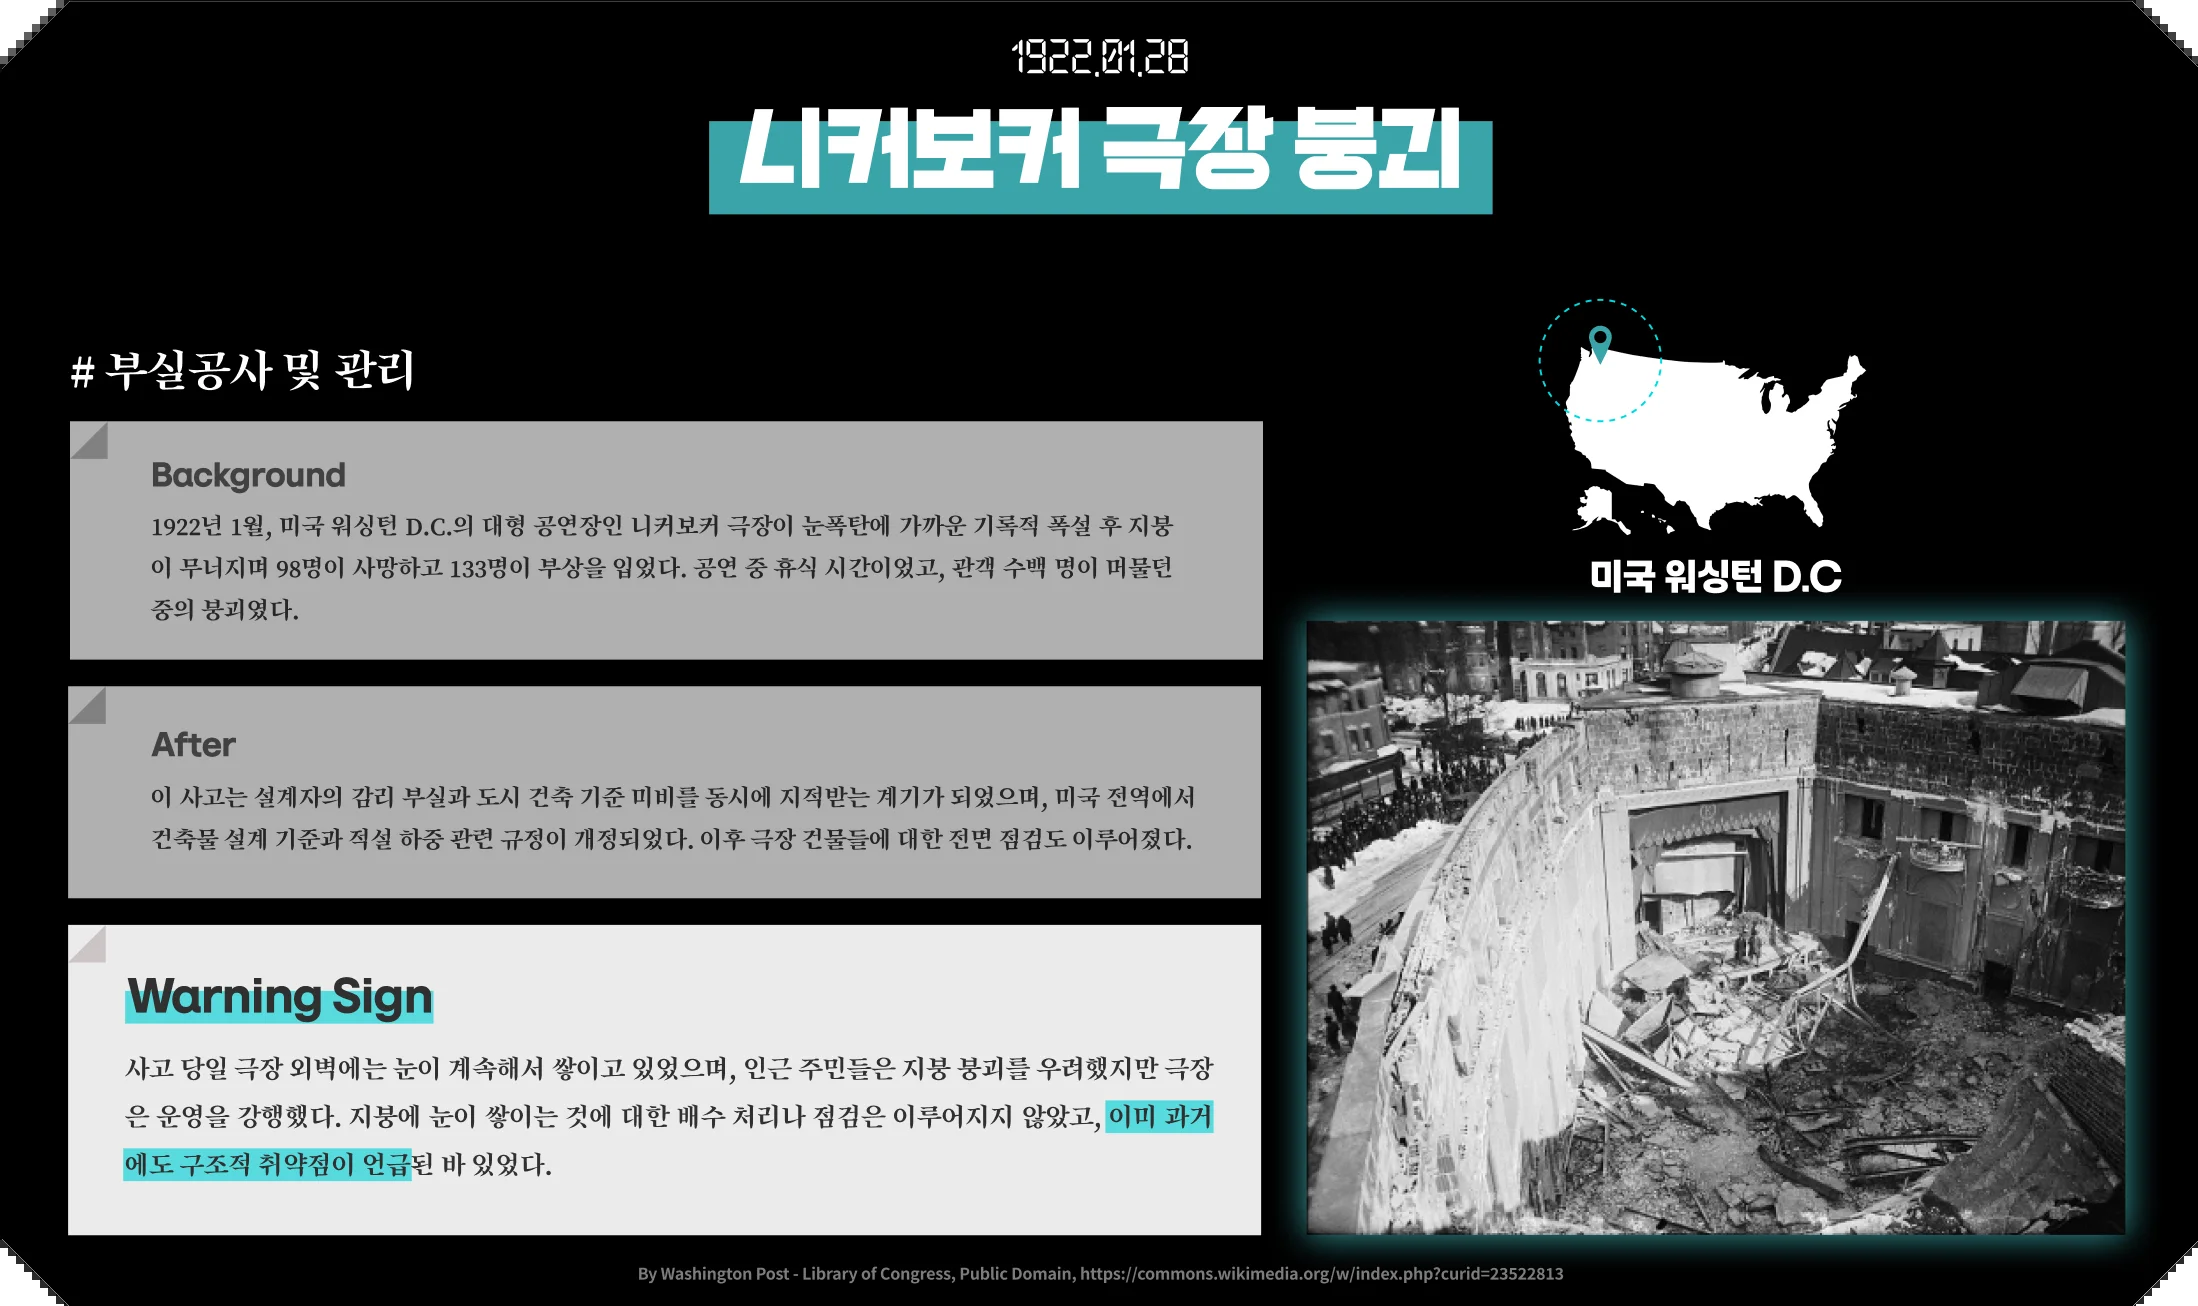 1922.01.28
니커보커 극장 붕괴
# 부실공사 및 관리
Background
1922년 1월, 미국 워싱턴 D.C.의 대형 공연장인 니커보커 극장이 눈폭탄에 가까운 기록적 폭설 후 지붕
이 무너지며 98명이 사망하고 133명이 부상을 입었다. 공연 중 휴식 시간이었고, 관객 수백 명이 머물던
중의 붕괴였다.
After
이 사고는 설계자의 감리 부실과 도시 건축 기준 미비를 동시에 지적받는 계기가 되었으며, 미국 전역에서
건축물 설계 기준과 적설 하중 관련 규정이 개정되었다. 이후 극장 건물들에 대한 전면 점검도 이루어졌다.
Warning Sign
사고 당일 극장 외벽에는 눈이 계속해서 쌓이고 있었으며, 인근 주민들은 지붕 붕괴를 우려했지만 극장
은 운영을 강행했다. 지붕에 눈이 쌓이는 것에 대한 배수 처리나 점검은 이루어지지 않았고, 이미 과거
에도 구조적 취약점이 언급된 바 있었다.
미국 워싱턴 D.C
By Washington Post - Library of Congress, Public Domain, https://commons.wikimedia.org/w/index.php?curid=23522813